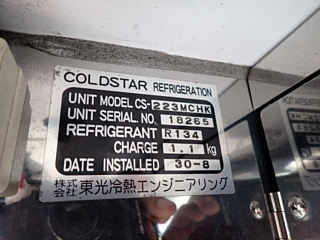 COLDSTAR REFRIGERATION
UNIT MODEL CS-223MCHK
UNIT SERIAL NO. 18265
REFRIGERANT R134
CHARGE 1.1 kg
DATE INSTALLED 30-8
株式会社 東光冷熱エンジニアリング